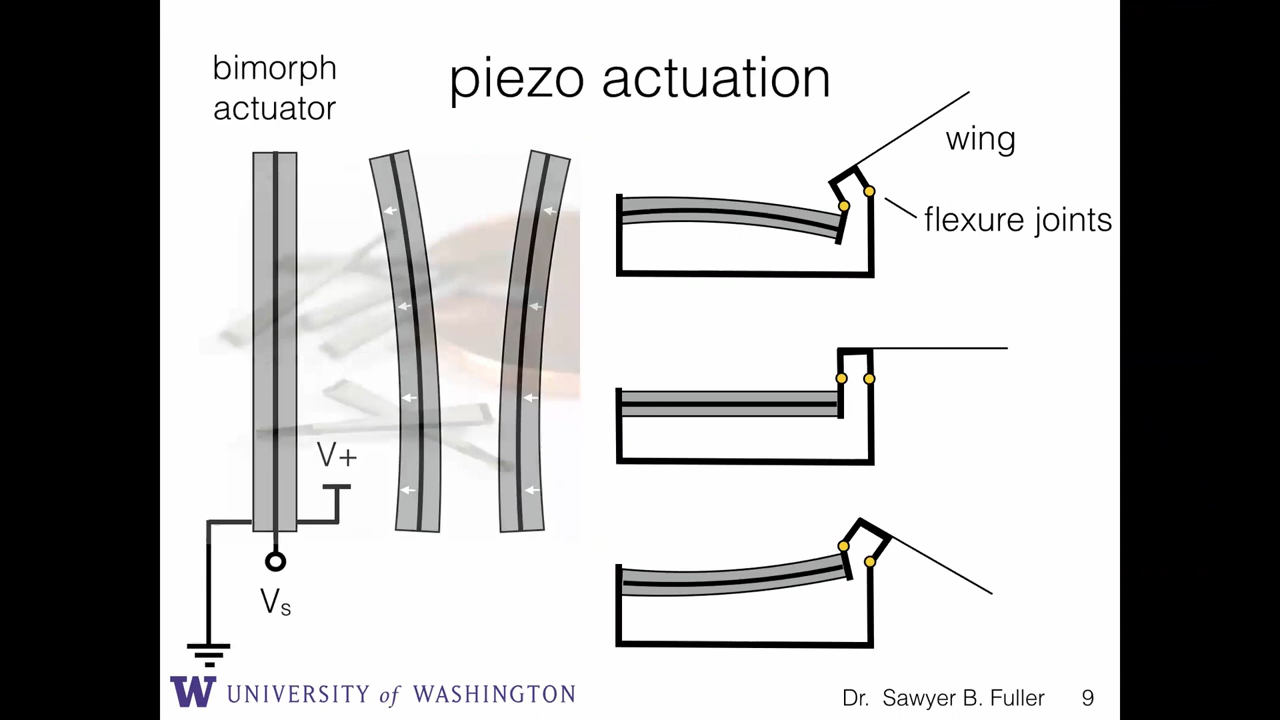 bimorph
actuator
piezo actuation
wing
flexure joints
V+
Vs
W UNIVERSITY of WASHINGTON
Dr. Sawyer B. Fuller 9